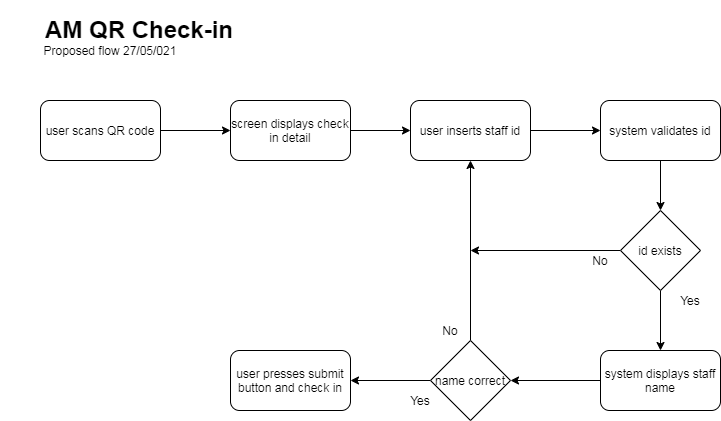 AM QR Check-in
Proposed flow 27/05/021
user scans QR code
screen displays check
in detail
user inserts staff id
system validates id
id exists
No
Yes
No
user presses submit
button and check in
name correct
system displays staff
name
Yes